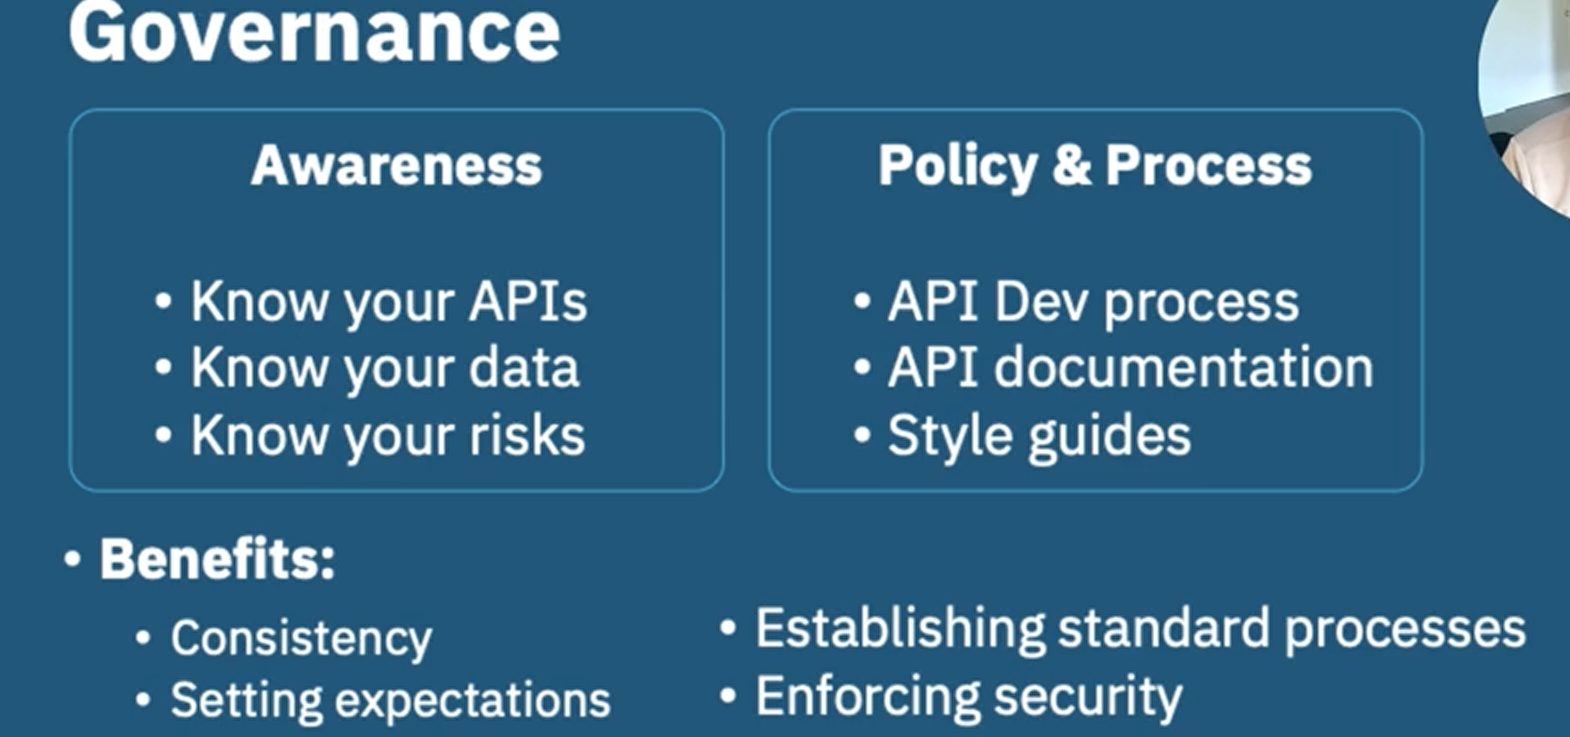 Governance
Awareness
• Know your APIs
• Know your data
• Know your risks
Policy & Process
• API Dev process
• API documentation
• Style guides
• Benefits:
• Consistency
• Setting expectations
• Establishing standard processes
• Enforcing security